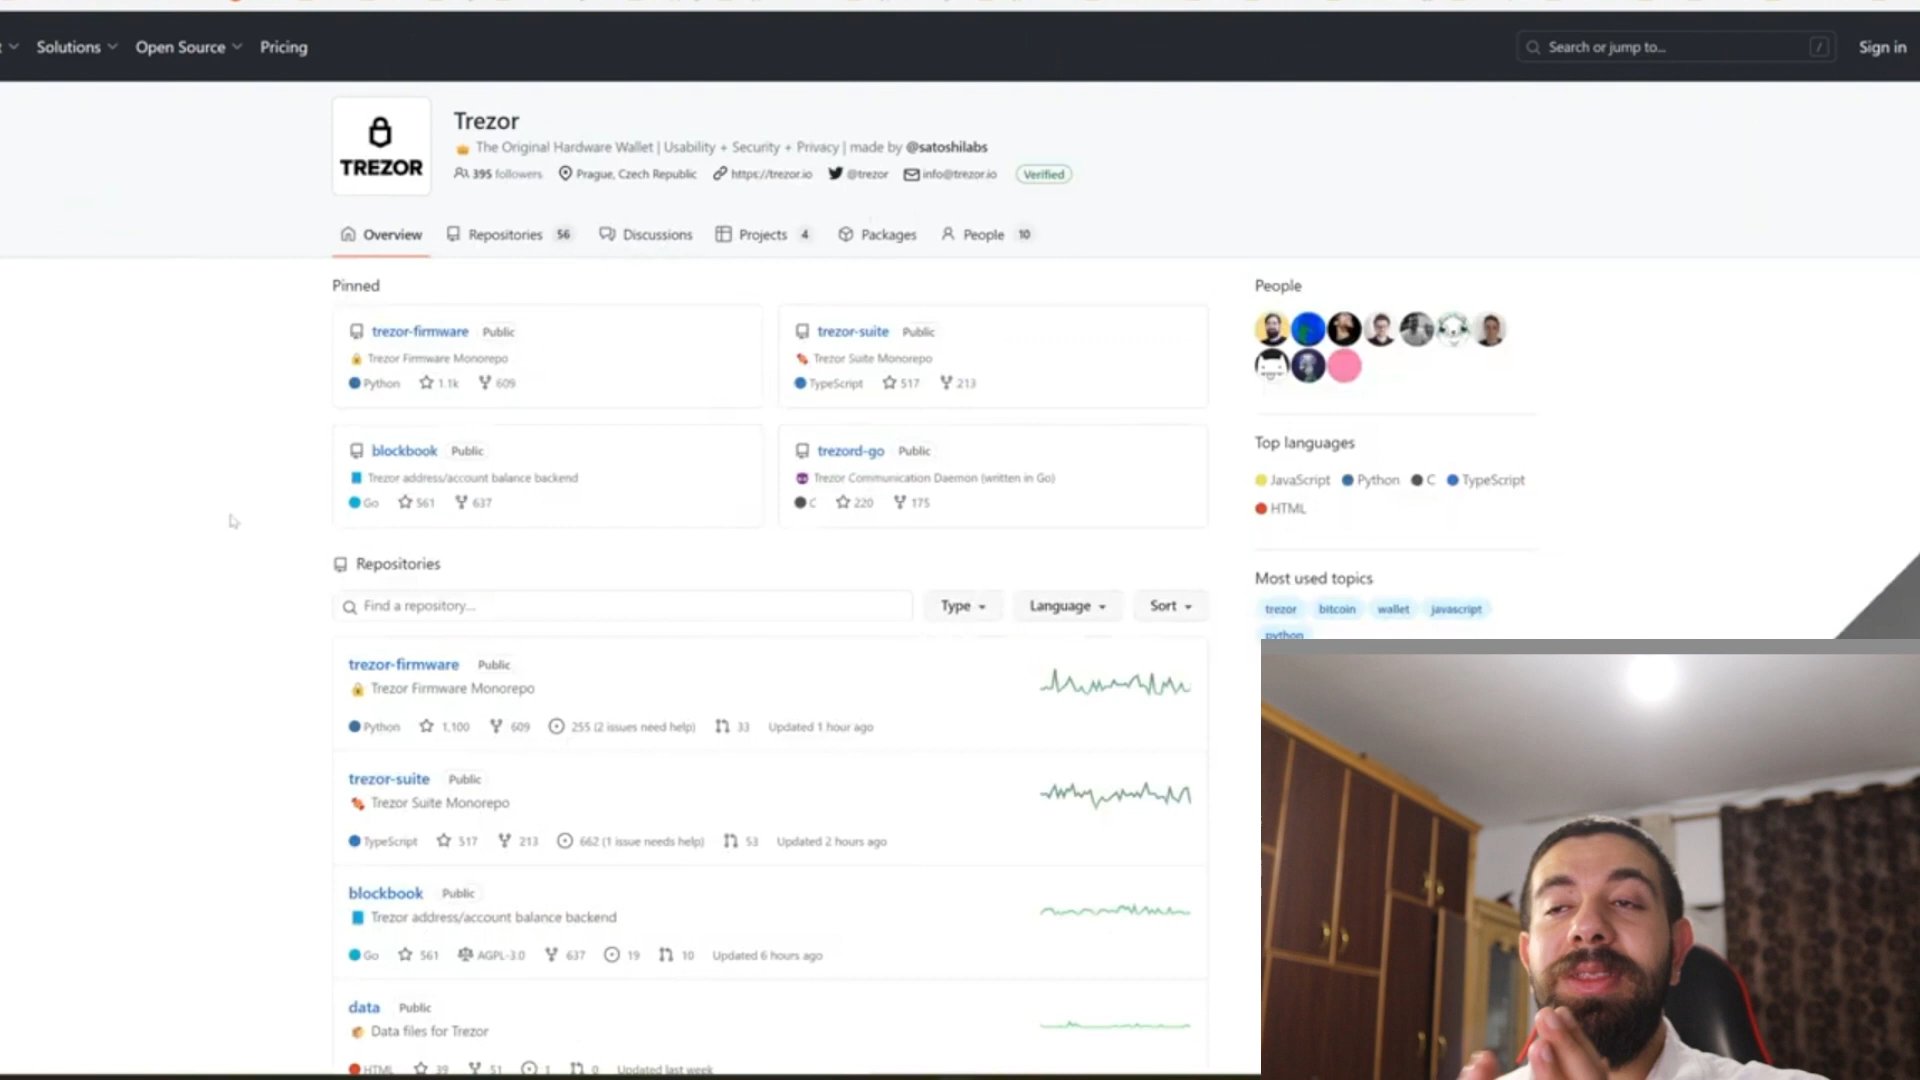 Solutions Open Source Pricing Search or jump to... / Sign in
TREZOR
Trezor
The Original Hardware Wallet | Usability + Security + Privacy | made by @satoshilabs
395 followers Prague, Czech Republic https://trezor.io @trezor info@trezor.io Verified
Overview Repositories 56 Discussions Projects 4 Packages People 10
Pinned
trezor-firmware Public
Trezor Firmware Monorepo
Python 1.1k 609
trezor-suite Public
Trezor Suite Monorepo
TypeScript 517 213
blockbook Public
Trezor address/account balance backend
Go 561 637
trezord-go Public
Trezor Communication Daemon (written in Go)
C 220 175
Repositories
Find a repository...
Type Language Sort
trezor-firmware Public
Trezor Firmware Monorepo
Python 1,100 609 255 (2 issues need help) 33 Updated 1 hour ago
trezor-suite Public
Trezor Suite Monorepo
TypeScript 517 213 662 (1 issue needs help) 53 Updated 2 hours ago
blockbook Public
Trezor address/account balance backend
Go 561 AGPL-3.0 637 19 10 Updated 6 hours ago
data Public
Data files for Trezor
HTML 39 51 1 0 Updated last week
People
Top languages
JavaScript Python C TypeScript
HTML
Most used topics
trezor bitcoin wallet javascript
python